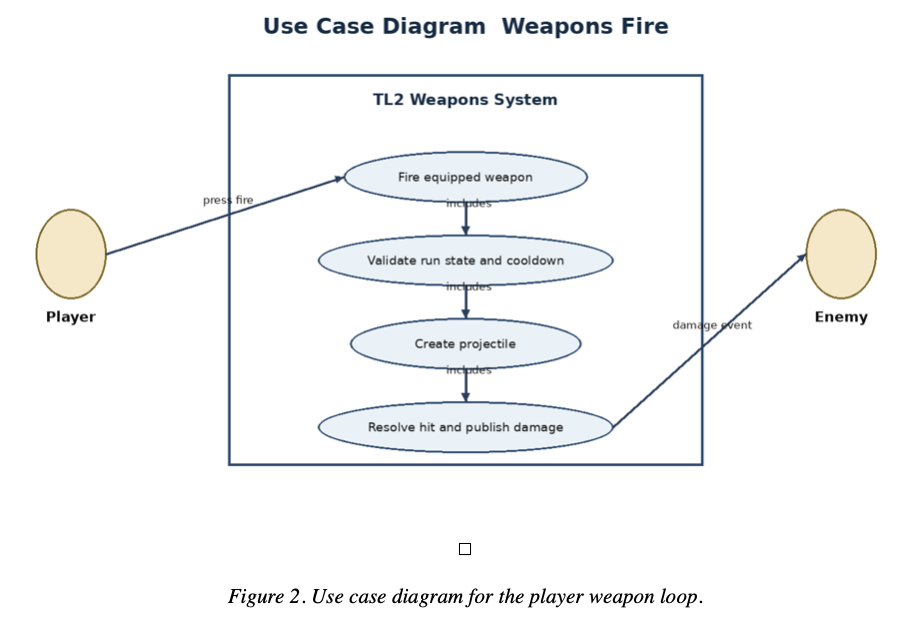 Use Case Diagram  Weapons Fire
TL2 Weapons System
Fire equipped weapon
press fire
includes
Validate run state and cooldown
includes
Player
Enemy
damage event
Create projectile
includes
Resolve hit and publish damage
Figure 2. Use case diagram for the player weapon loop.